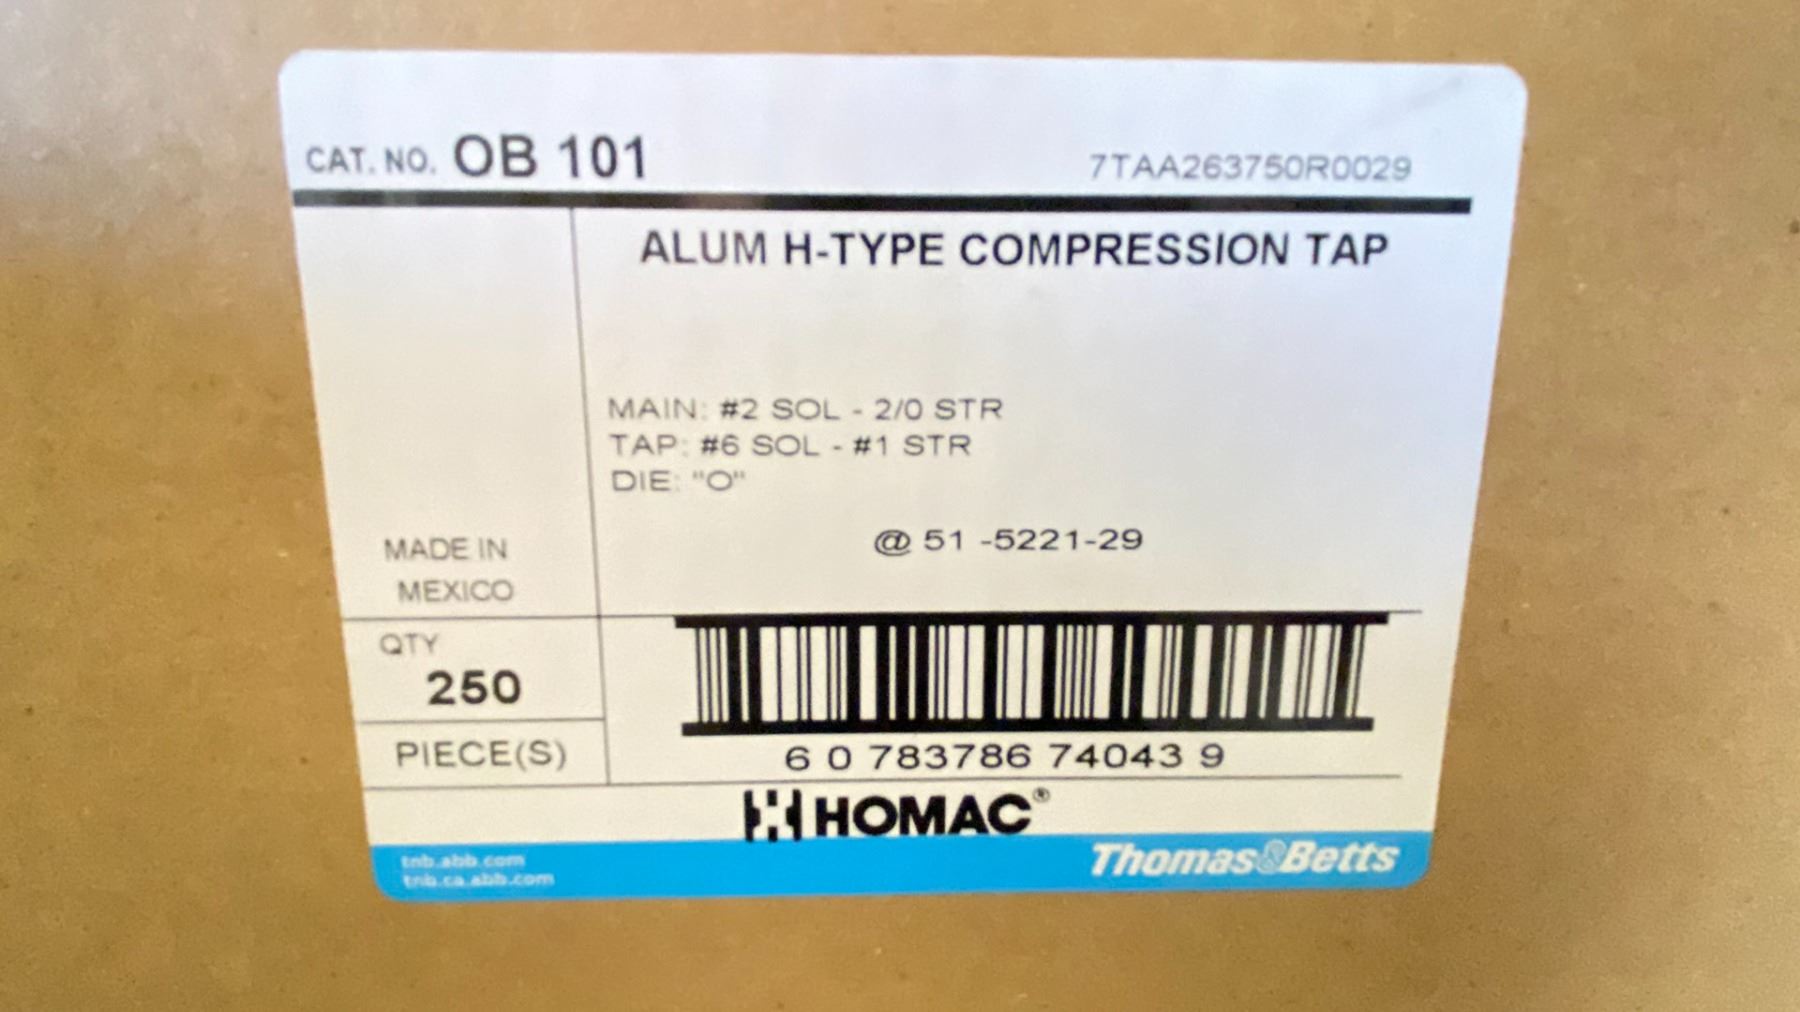 CAT. NO. OB 101 7TAA263750R0029
ALUM H-TYPE COMPRESSION TAP
MAIN: #2 SOL - 2/0 STR
TAP: #6 SOL - #1 STR
DIE: "O"
@ 51 -5221-29
MADE IN
MEXICO
QTY
250
PIECE(S)
6 0 783786 74043 9
HOMAC®
tnb.abb.com
tnb.ca.abb.com
Thomas&Betts